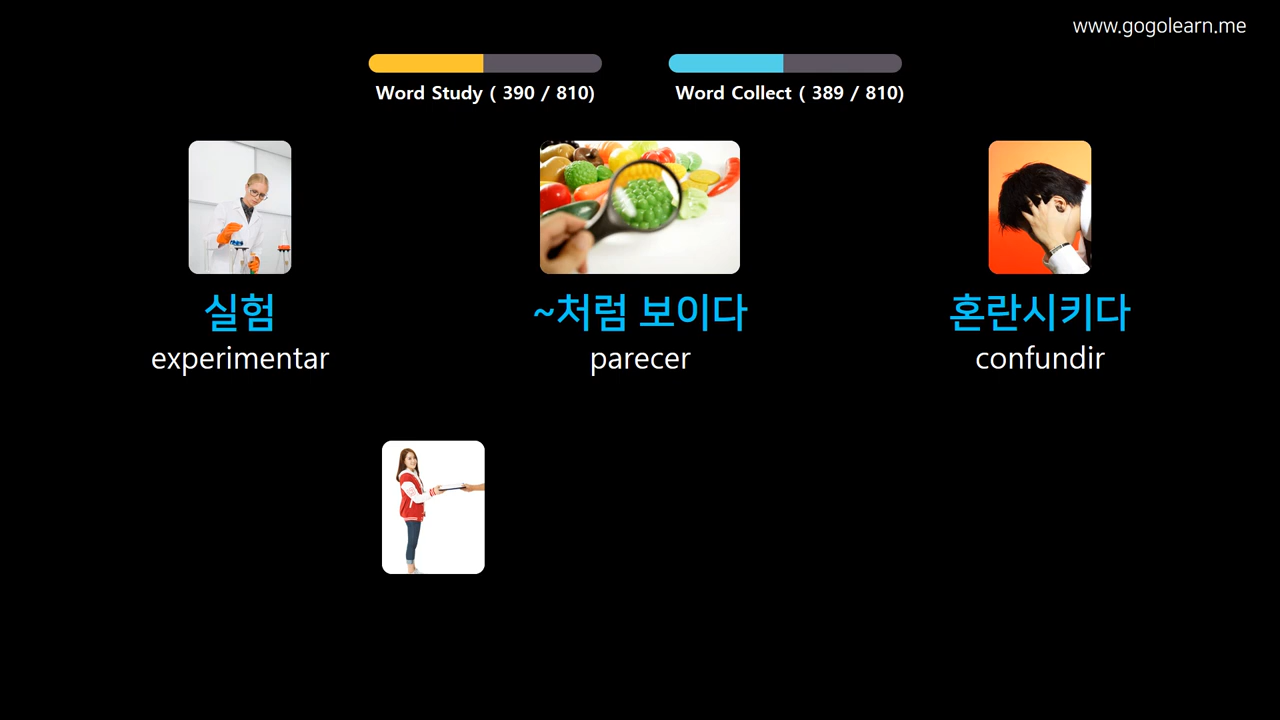 www.gogolearn.me
Word Study ( 390 / 810)
Word Collect ( 389 / 810)
실험
~처럼 보이다
혼란시키다
experimentar
parecer
confundir